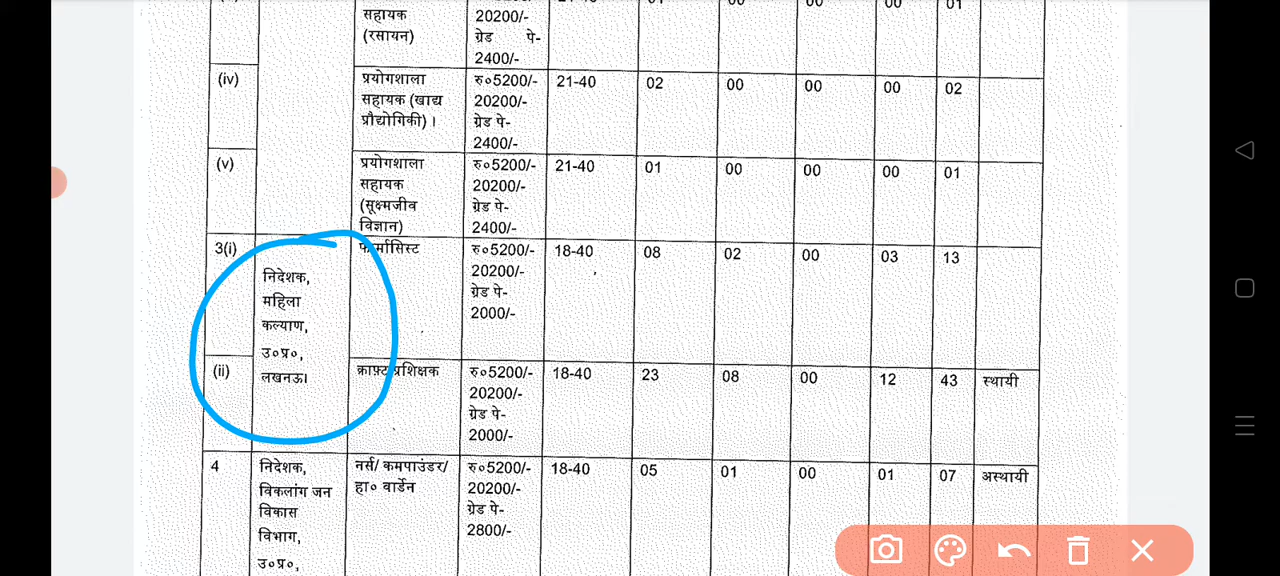 सहायक 20200/- 01
(रसायन) ग्रेड पे-
2400/-
(iv) प्रयोगशाला रु०5200/- 21-40 02 00 00 00 02
सहायक (खाद्य 20200/-
प्रौद्योगिकी) । ग्रेड पे-
2400/-
(v) प्रयोगशाला रु०5200/- 21-40 01 00 00 00 01
सहायक 20200/-
(सूक्ष्मजीव ग्रेड पे-
विज्ञान) 2400/-
3(i) फार्मासिस्ट रु०5200/- 18-40 08 02 00 03 13
निदेशक, 20200/-
महिला ग्रेड पे-
कल्याण, 2000/-
उ०प्र०,
लखनऊ।
(ii) क्राफ़्ट प्रशिक्षक रु०5200/- 18-40 23 08 00 12 43 स्थायी
20200/-
ग्रेड पे-
2000/-
4 निदेशक, नर्स/ कमपाउंडर/ रु०5200/- 18-40 05 01 00 01 07 अस्थायी
विकलांग जन हा० वार्डेन 20200/-
विकास ग्रेड पे-
विभाग, 2800/-
उ०प्र०,